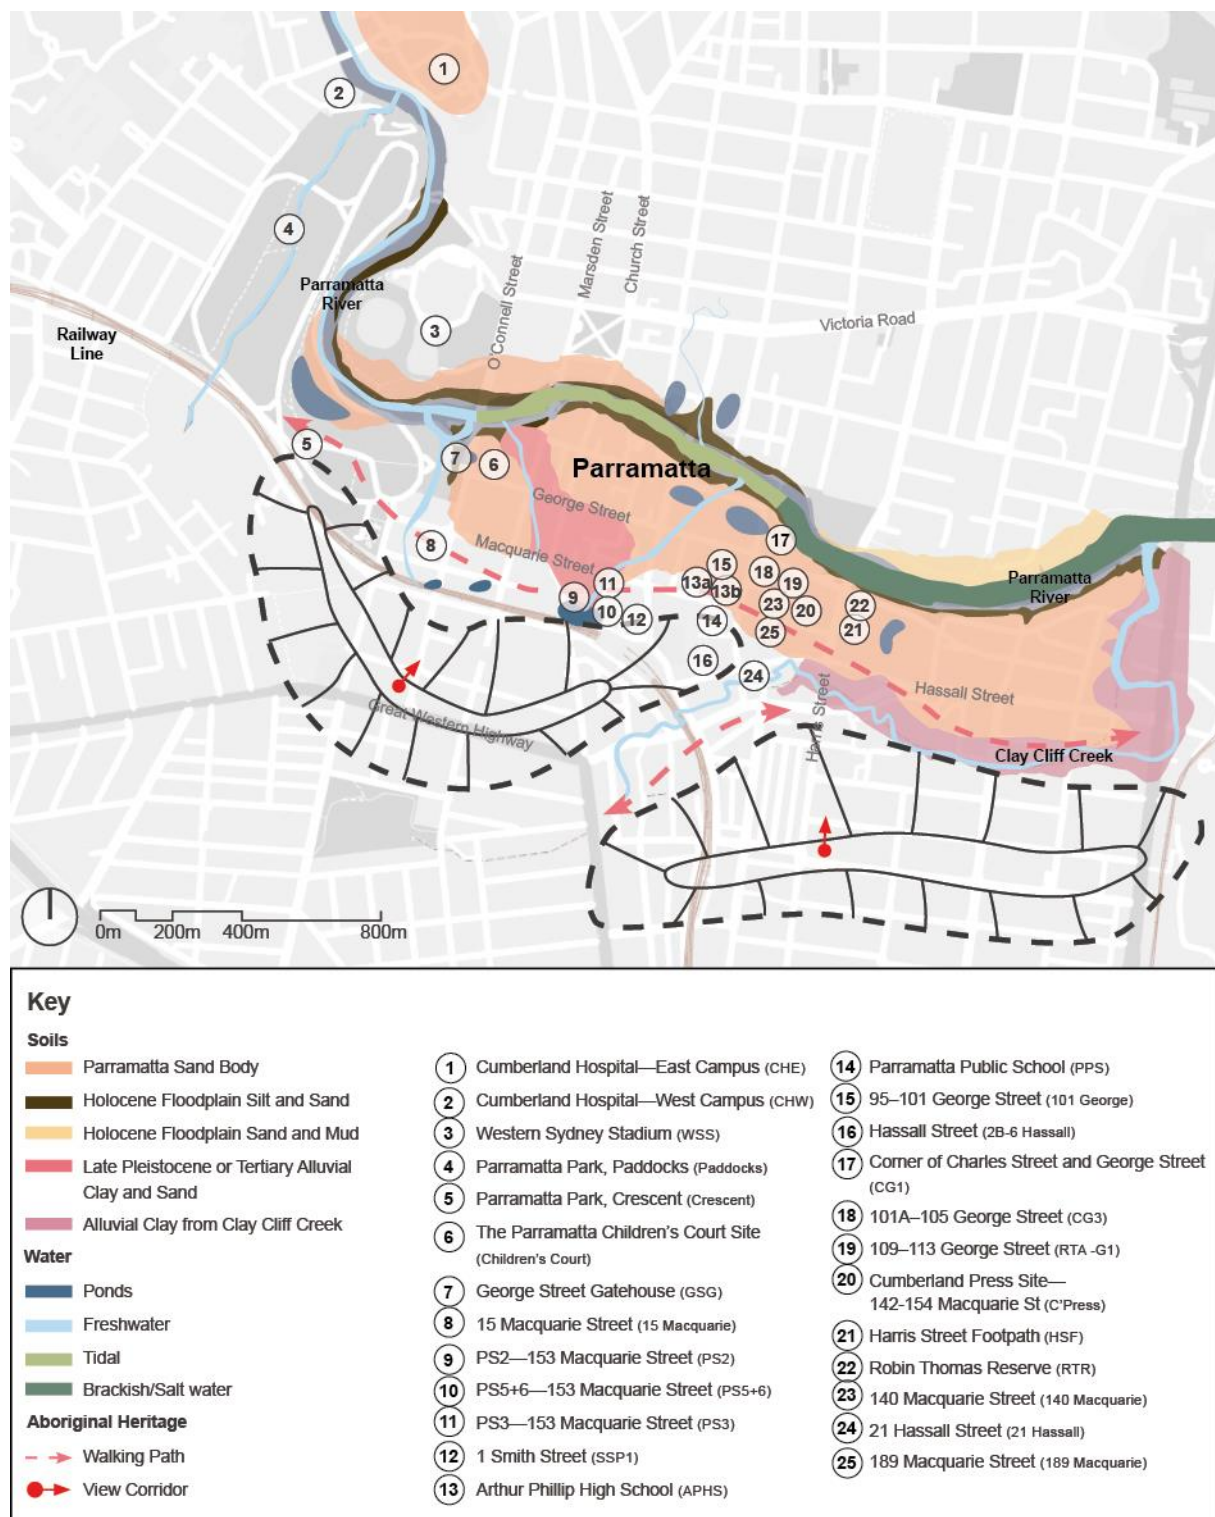 1
2
4
Marsden Street
Church Street
O'Connell Street
Parramatta
River
Victoria Road
Railway
Line
3
5
7
6
Parramatta
George Street
8
Macquarie Street
17
15
18
19
13a
13b
11
9
10
12
14
23
20
22
21
25
16
24
Parramatta
River
Hassall Street
Harris Street
Great Western Highway
Clay Cliff Creek
0m 200m 400m 800m
Key
Soils
Parramatta Sand Body
Holocene Floodplain Silt and Sand
Holocene Floodplain Sand and Mud
Late Pleistocene or Tertiary Alluvial
Clay and Sand
Alluvial Clay from Clay Cliff Creek
Water
Ponds
Freshwater
Tidal
Brackish/Salt water
Aboriginal Heritage
Walking Path
View Corridor
1 Cumberland Hospital—East Campus (CHE)
2 Cumberland Hospital—West Campus (CHW)
3 Western Sydney Stadium (WSS)
4 Parramatta Park, Paddocks (Paddocks)
5 Parramatta Park, Crescent (Crescent)
6 The Parramatta Children's Court Site
(Children's Court)
7 George Street Gatehouse (GSG)
8 15 Macquarie Street (15 Macquarie)
9 PS2—153 Macquarie Street (PS2)
10 PS5+6—153 Macquarie Street (PS5+6)
11 PS3—153 Macquarie Street (PS3)
12 1 Smith Street (SSP1)
13 Arthur Phillip High School (APHS)
14 Parramatta Public School (PPS)
15 95–101 George Street (101 George)
16 Hassall Street (2B-6 Hassall)
17 Corner of Charles Street and George Street
(CG1)
18 101A–105 George Street (CG3)
19 109–113 George Street (RTA -G1)
20 Cumberland Press Site—
142-154 Macquarie St (C'Press)
21 Harris Street Footpath (HSF)
22 Robin Thomas Reserve (RTR)
23 140 Macquarie Street (140 Macquarie)
24 21 Hassall Street (21 Hassall)
25 189 Macquarie Street (189 Macquarie)